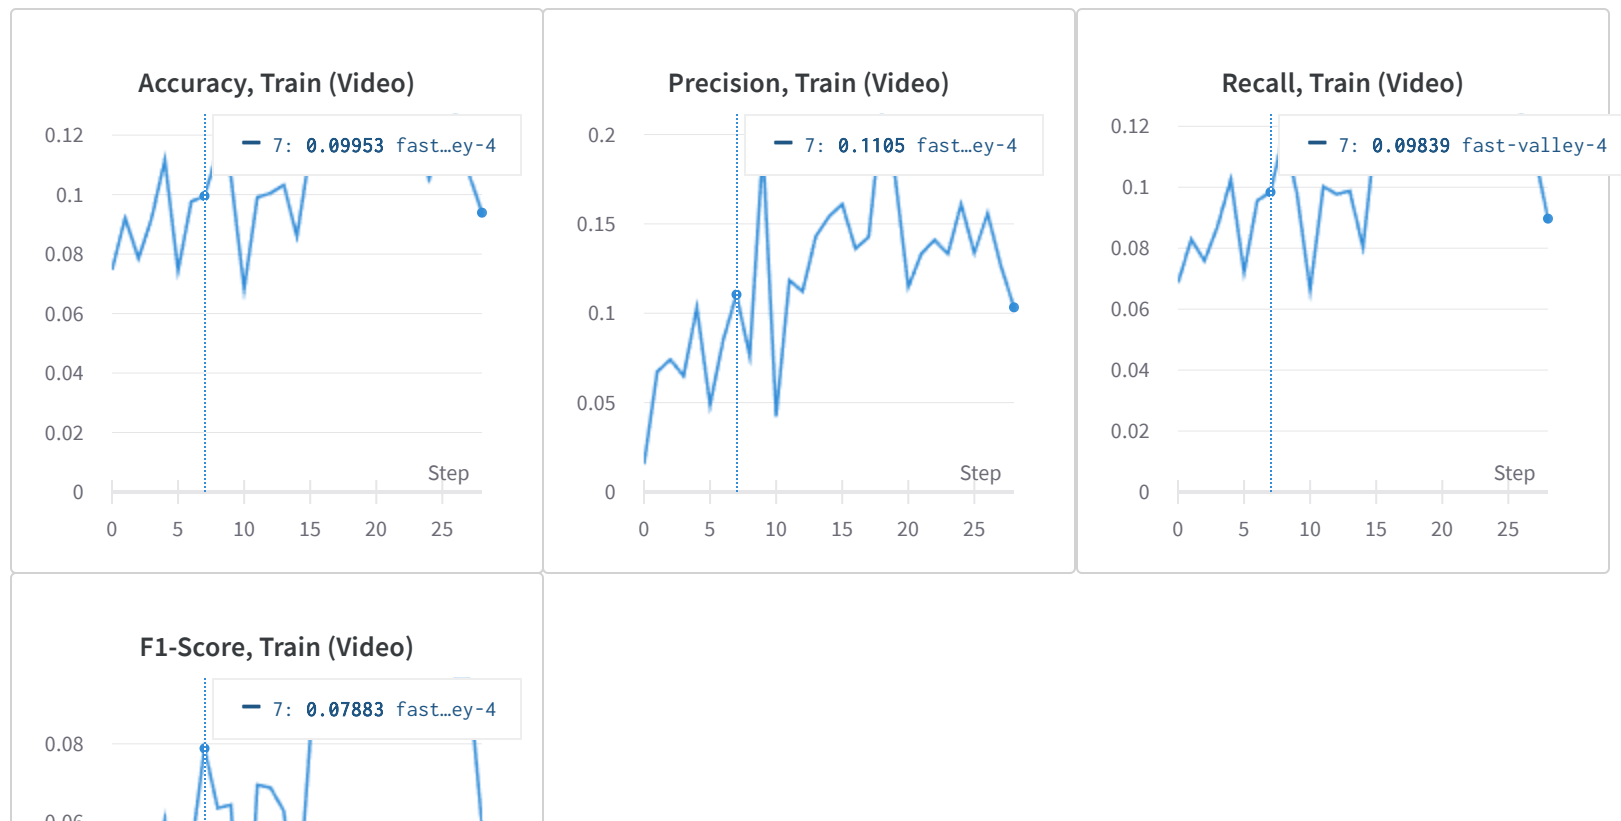 Accuracy, Train (Video)
7: 0.09953 fast…ey-4
0.12
0.1
0.08
0.06
0.04
0.02
0
Step
0 5 10 15 20 25
Precision, Train (Video)
7: 0.1105 fast…ey-4
0.2
0.15
0.1
0.05
0
Step
0 5 10 15 20 25
Recall, Train (Video)
7: 0.09839 fast-valley-4
0.12
0.1
0.08
0.06
0.04
0.02
0
Step
0 5 10 15 20 25
F1-Score, Train (Video)
7: 0.07883 fast…ey-4
0.08
0.06